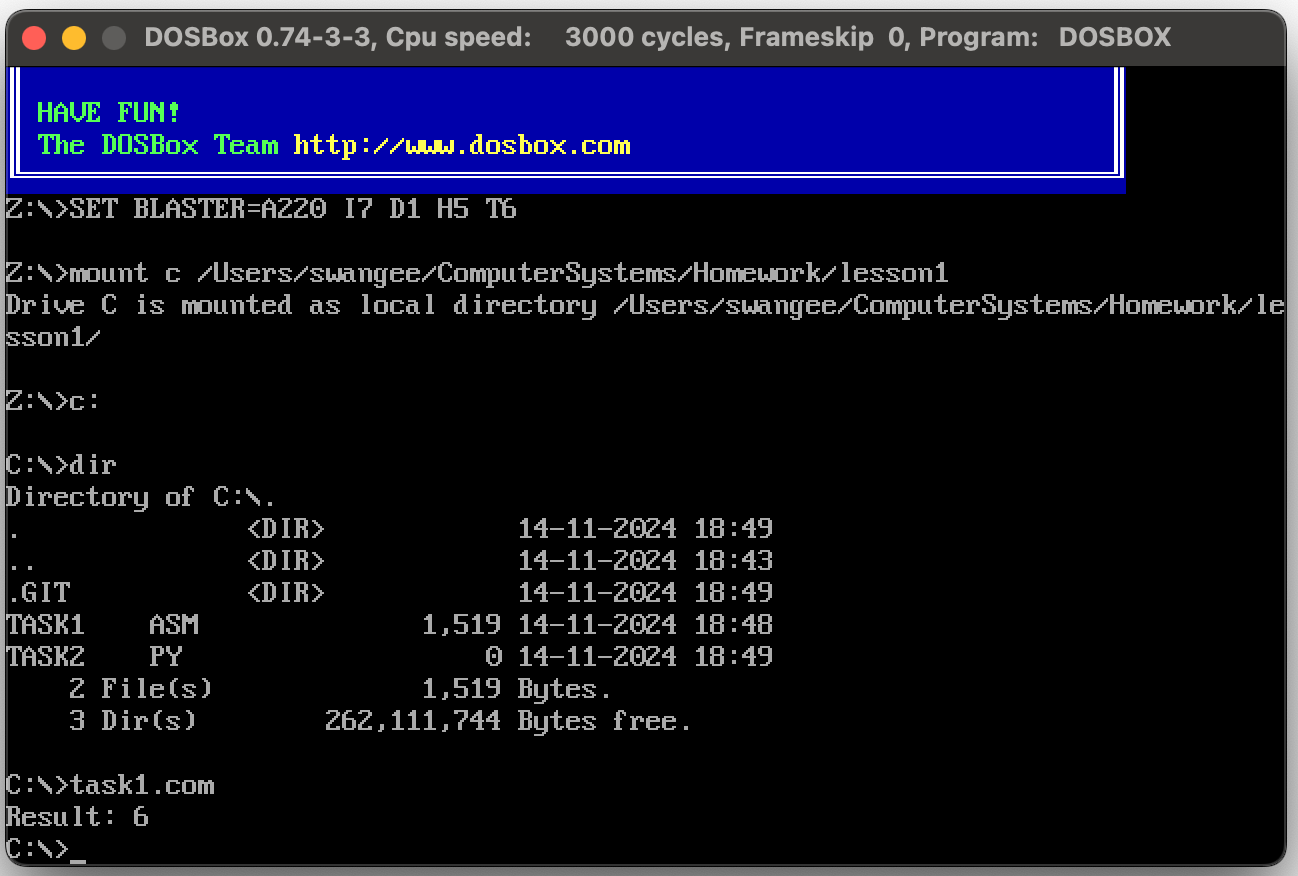 DOSBox 0.74-3-3, Cpu speed: 3000 cycles, Frameskip 0, Program: DOSBOX
HAVE FUN!
The DOSBox Team http://www.dosbox.com
Z:\>SET BLASTER=A220 I7 D1 H5 T6
Z:\>mount c /Users/swangee/ComputerSystems/Homework/lesson1
Drive C is mounted as local directory /Users/swangee/ComputerSystems/Homework/le
sson1/
Z:\>c:
C:\>dir
Directory of C:\.
. <DIR> 14-11-2024 18:49
.. <DIR> 14-11-2024 18:43
.GIT <DIR> 14-11-2024 18:49
TASK1 ASM 1,519 14-11-2024 18:48
TASK2 PY 0 14-11-2024 18:49
2 File(s) 1,519 Bytes.
3 Dir(s) 262,111,744 Bytes free.
C:\>task1.com
Result: 6
C:\>_